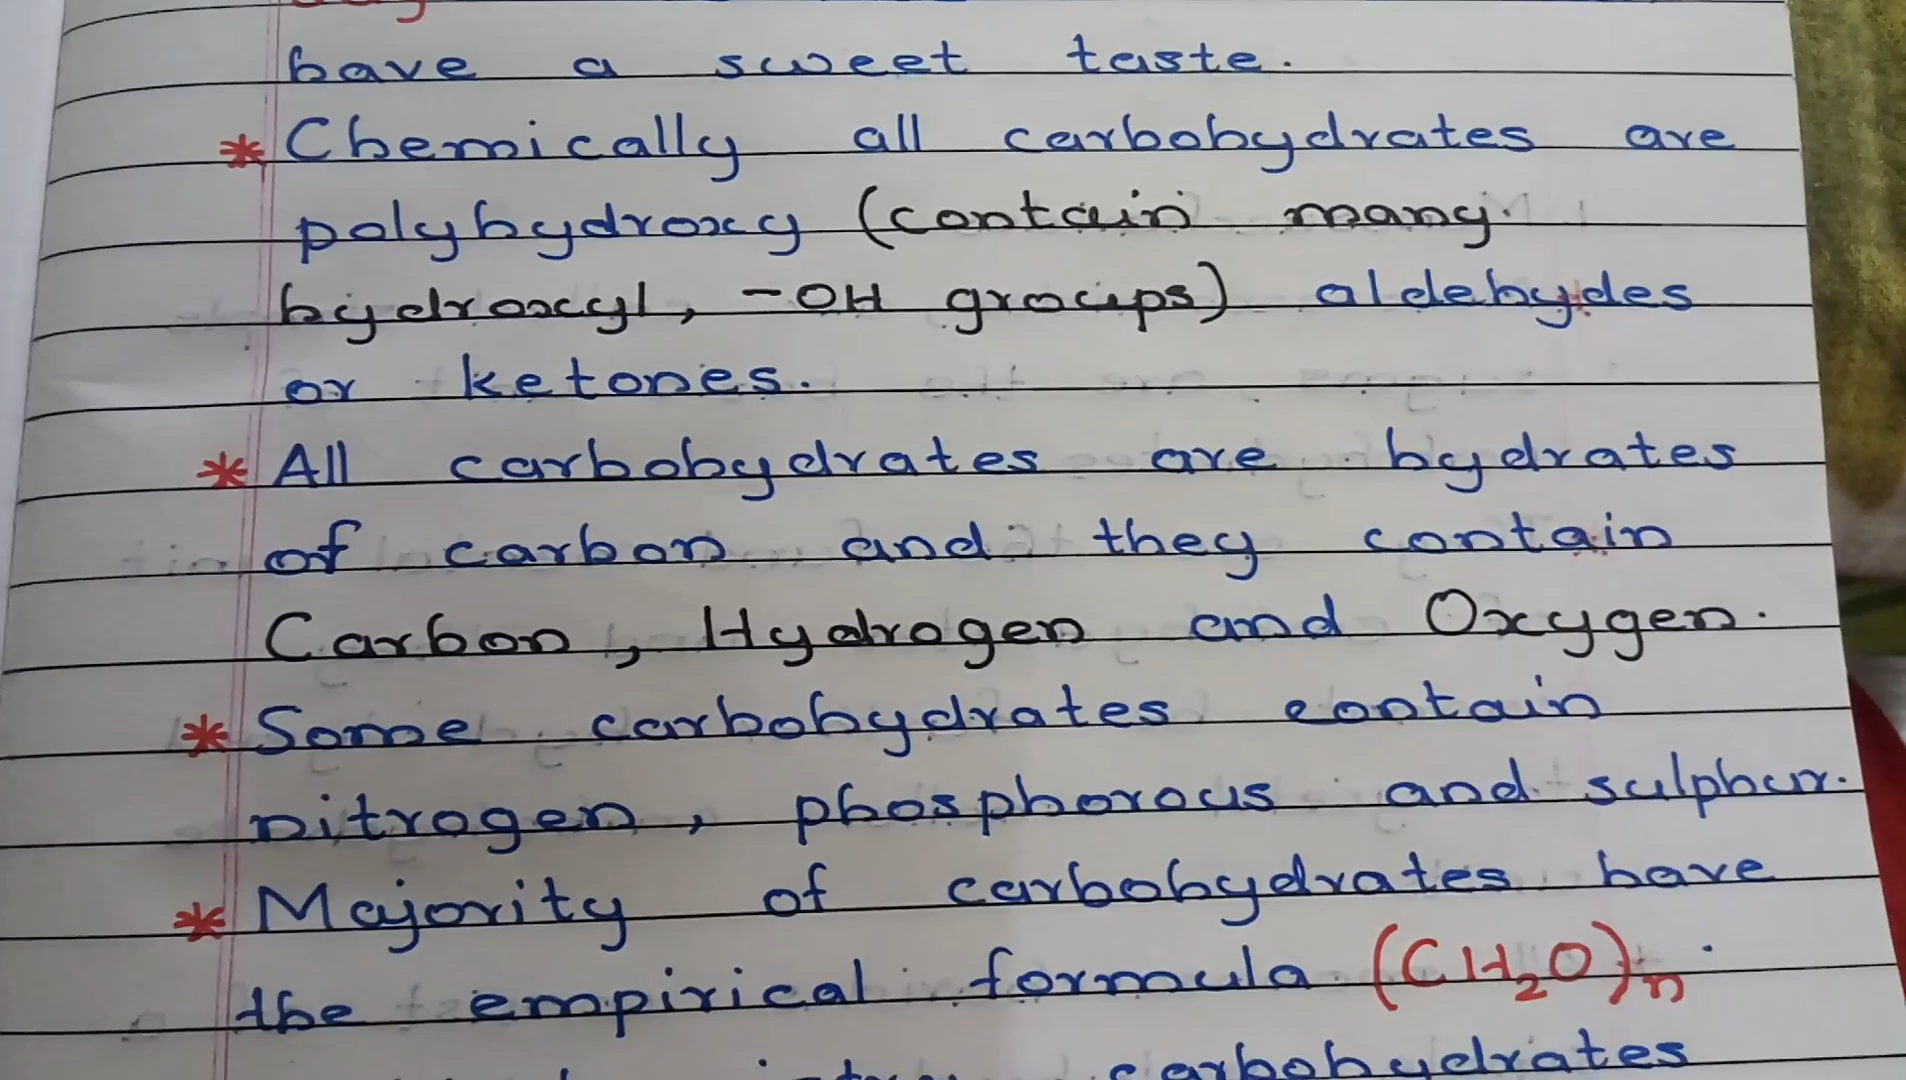 have a sweet taste.
* Chemically all carbohydrates are
polyhydroxy (contain many
hydroxyl, -OH groups) aldehydes
or ketones.
* All carbohydrates are hydrates
of carbon and they contain
Carbon, Hydrogen and Oxygen.
* Some carbohydrates contain
nitrogen, phosphorous and sulphur.
* Majority of carbohydrates have
the empirical formula (CH₂O)n.
carbohydrates